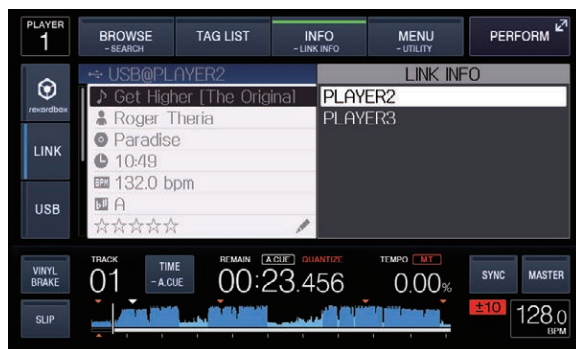 PLAYER
1
BROWSE
- SEARCH
TAG LIST
INFO
- LINK INFO
MENU
- UTILITY
PERFORM
rekordbox
LINK
USB
USB@PLAYER2
Get Higher [The Original
Roger Theria
Paradise
10:49
BPM 132.0 bpm
A
LINK INFO
PLAYER2
PLAYER3
VINYL
BRAKE
SLIP
TRACK
01
TIME
- A.CUE
REMAIN A.CUE QUANTIZE
00:23.456
TEMPO MT
0.00%
SYNC
MASTER
±10
128.0
BPM